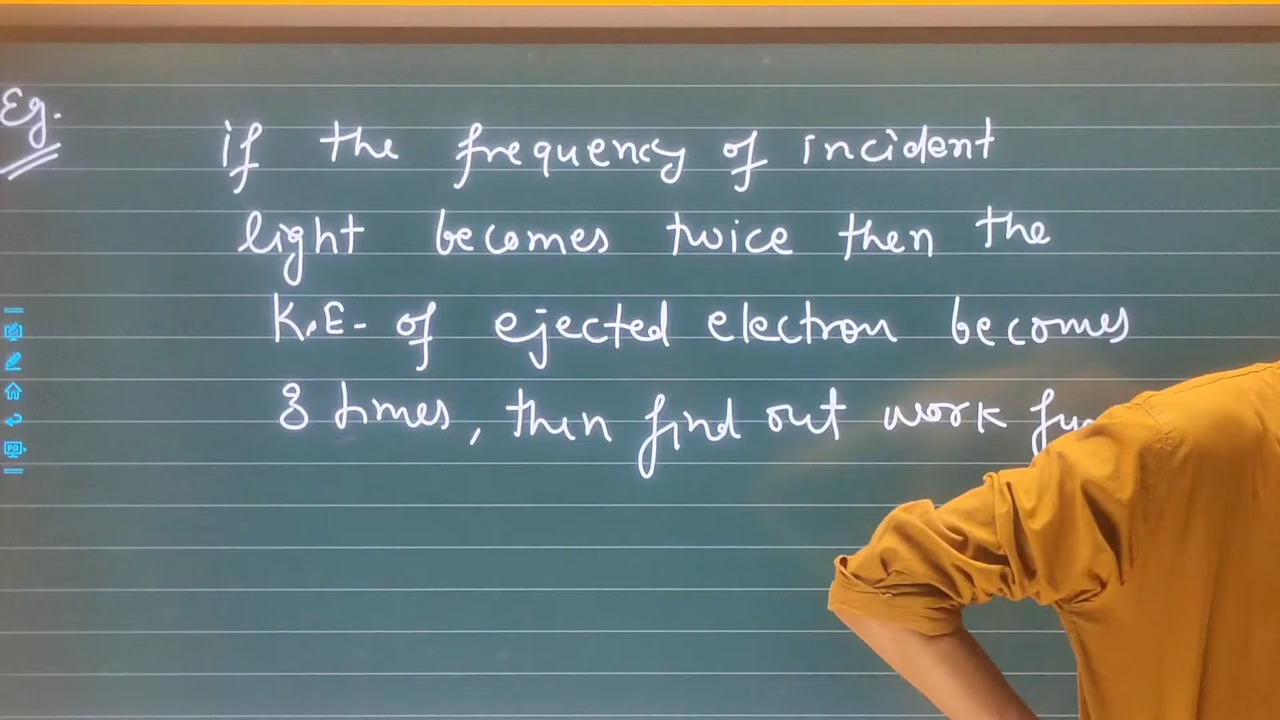 Eg.
if the frequency of incident
light becomes twice then the
K.E- of ejected electron becomes
3 times, then find out work